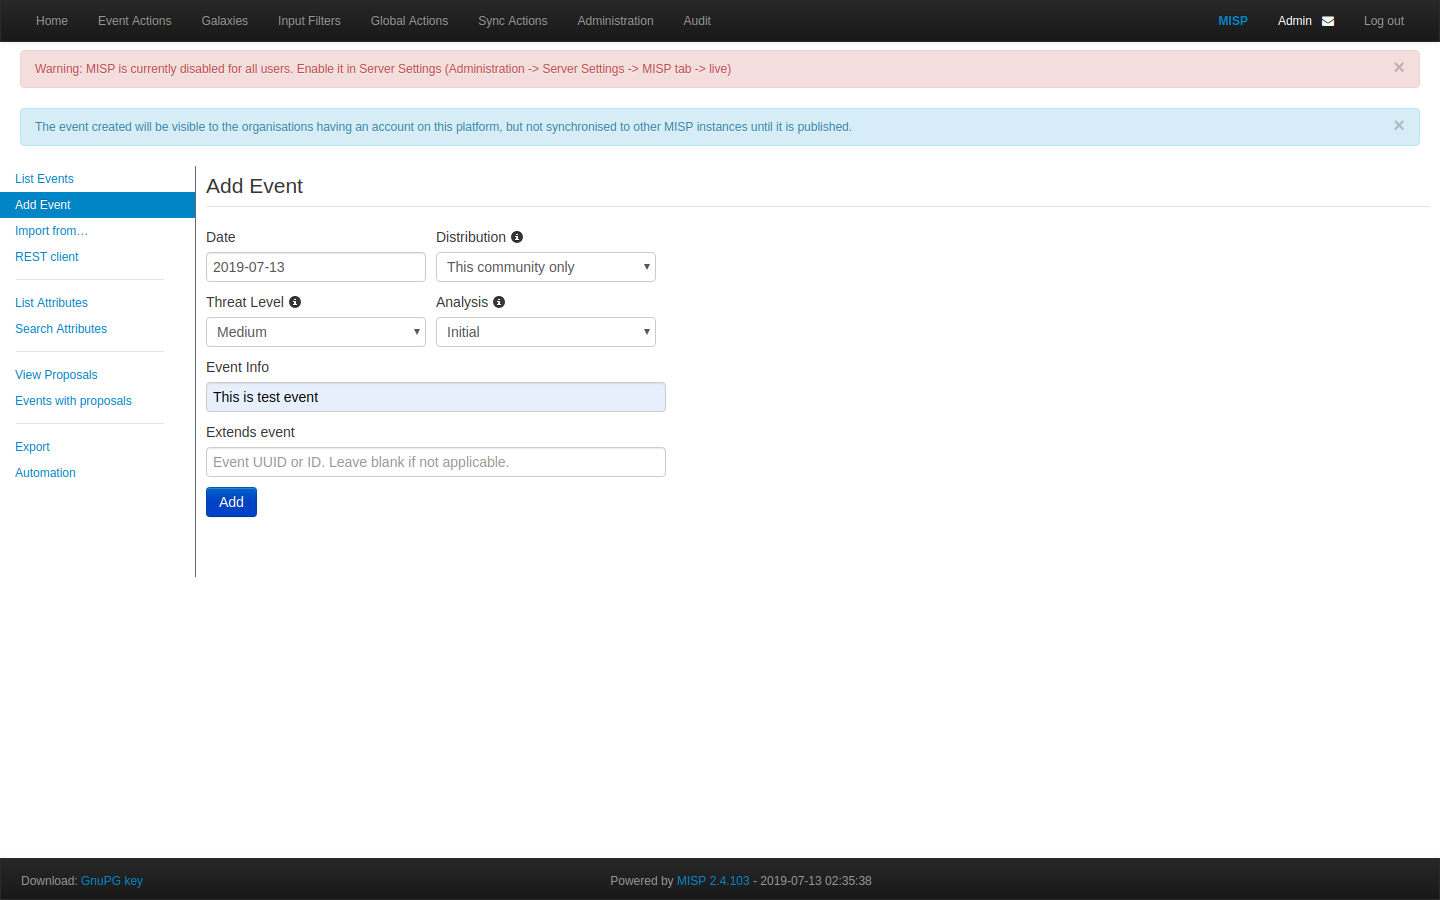 Home Event Actions Galaxies Input Filters Global Actions Sync Actions Administration Audit MISP Admin Log out
Warning: MISP is currently disabled for all users. Enable it in Server Settings (Administration -> Server Settings -> MISP tab -> live) ×
The event created will be visible to the organisations having an account on this platform, but not synchronised to other MISP instances until it is published. ×
List Events
Add Event
Import from…
REST client
List Attributes
Search Attributes
View Proposals
Events with proposals
Export
Automation
Add Event
Date Distribution
2019-07-13 This community only
Threat Level Analysis
Medium Initial
Event Info
This is test event
Extends event
Event UUID or ID. Leave blank if not applicable.
Add
Download: GnuPG key Powered by MISP 2.4.103 - 2019-07-13 02:35:38